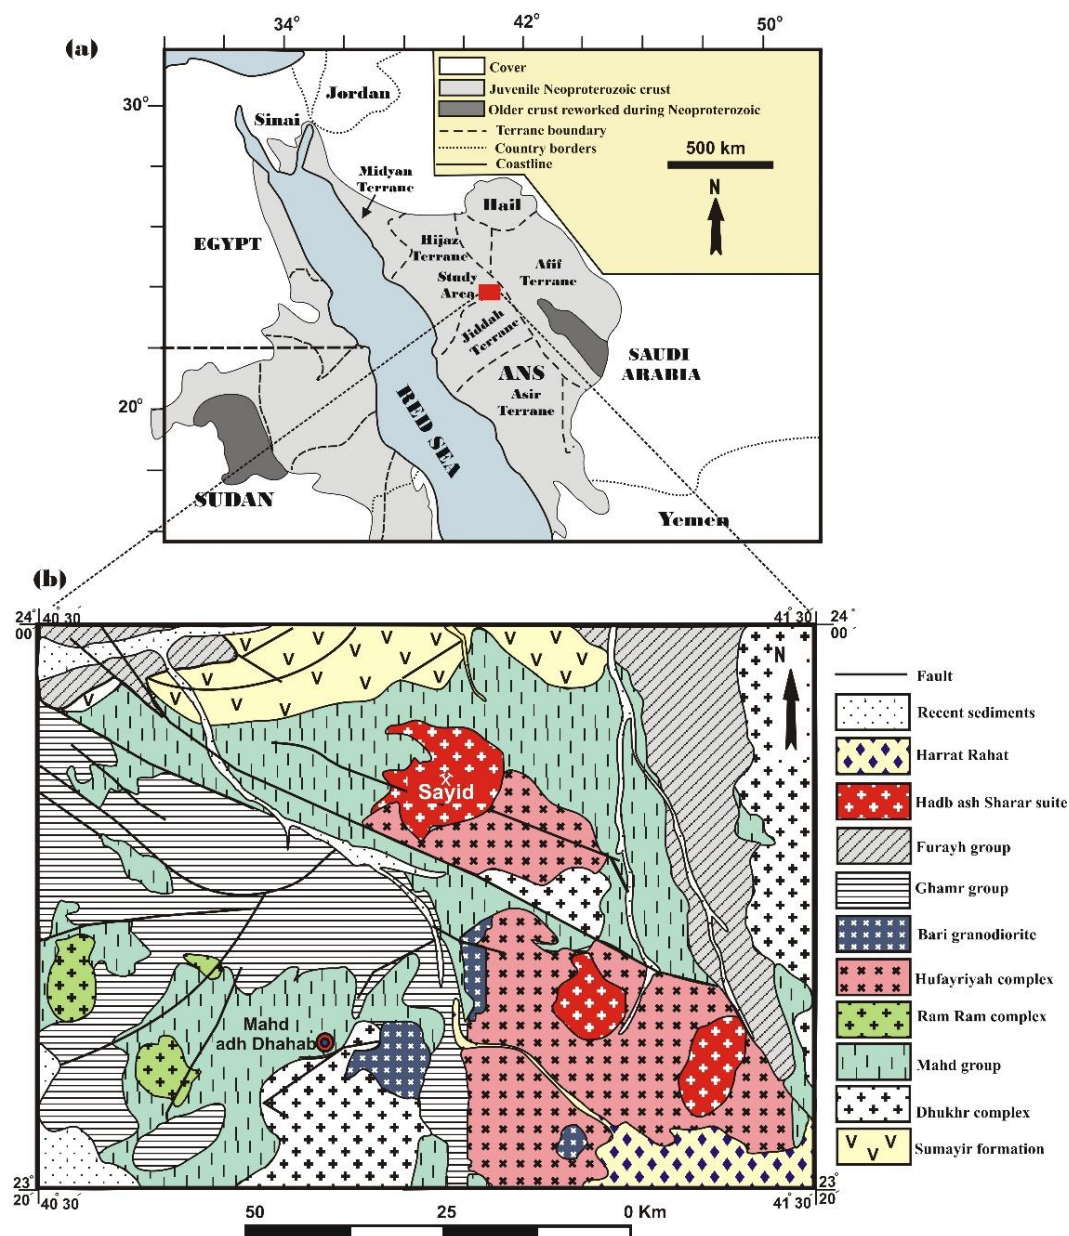 34°
42°
50°
(a)
Cover
Juvenile Neoproterozoic crust
Older crust reworked during Neoproterozoic
Terrane boundary
Country borders
Coastline
500 km
N
30°
20°
Jordan
Sinai
Midyan
Terrane
Hail
EGYPT
Hijaz
Terrane
Afif
Terrane
Study
Area
Jiddah
Terrane
SAUDI
ARABIA
ANS
Asir
Terrane
RED SEA
SUDAN
Yemen
(b)
24°
00'
40° 30'
41° 30'
24°
00'
N
Sayid
Mahd
adh Dhahab
Fault
Recent sediments
Harrat Rahat
Hadb ash Sharar suite
Furayh group
Ghamr group
Bari granodiorite
Hufayriyah complex
Ram Ram complex
Mahd group
Dhukhr complex
Sumayir formation
23°
20'
40° 30'
41° 30'
23°
20'
50
25
0 Km